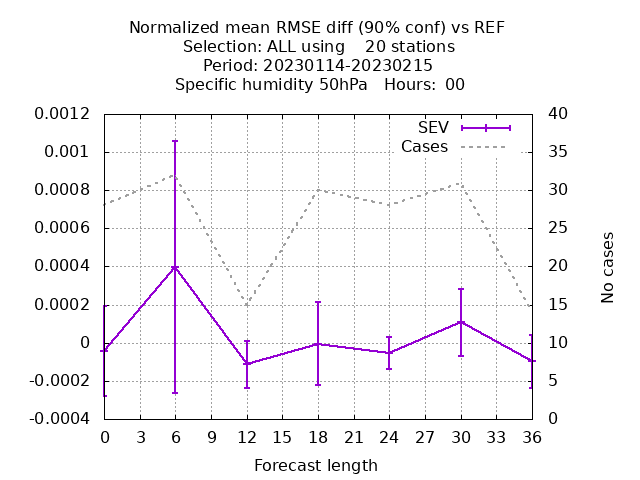 Normalized mean RMSE diff (90% conf) vs REF
Selection: ALL using    20 stations
Period: 20230114-20230215
Specific humidity 50hPa   Hours:  00
SEV
Cases
0.0012
0.001
0.0008
0.0006
0.0004
0.0002
0
-0.0002
-0.0004
40
35
30
25
20
15
10
5
0
No cases
0 3 6 9 12 15 18 21 24 27 30 33 36
Forecast length